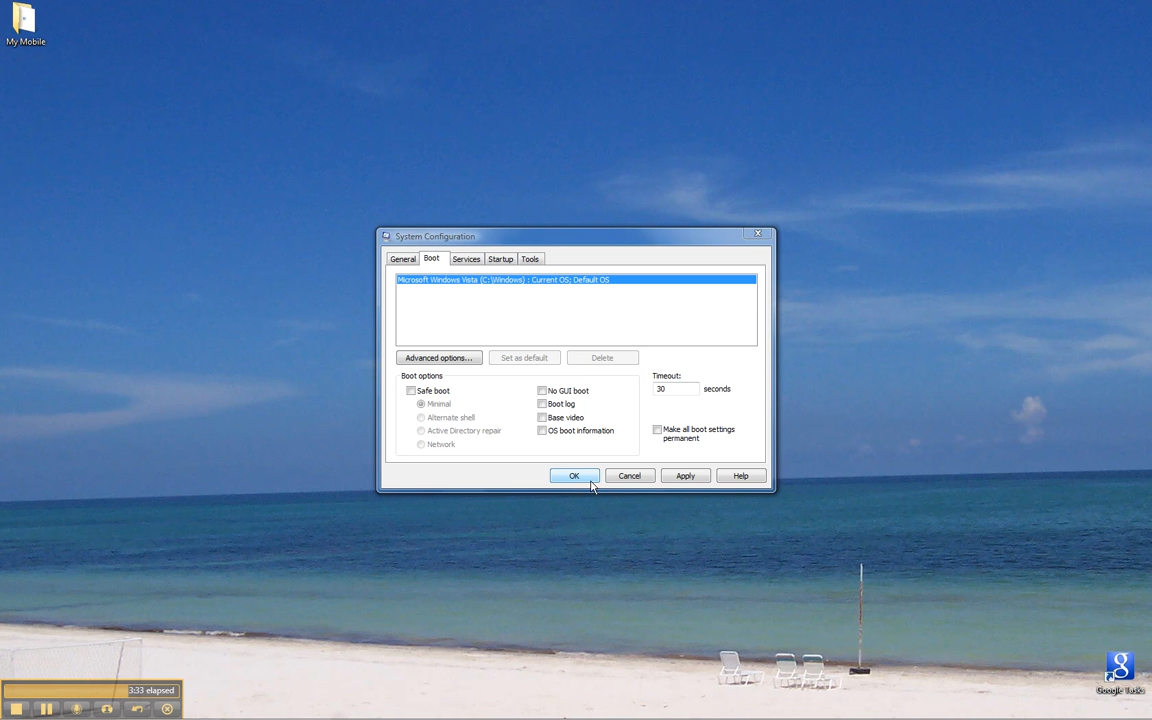 My Mobile
System Configuration
General Boot Services Startup Tools
Microsoft Windows Vista (C:\Windows) : Current OS; Default OS
Advanced options... Set as default Delete
Boot options
Safe boot
Minimal
Alternate shell
Active Directory repair
Network
No GUI boot
Boot log
Base video
OS boot information
Timeout:
30 seconds
Make all boot settings
permanent
OK Cancel Apply Help
g
Google Tasks
3:33 elapsed